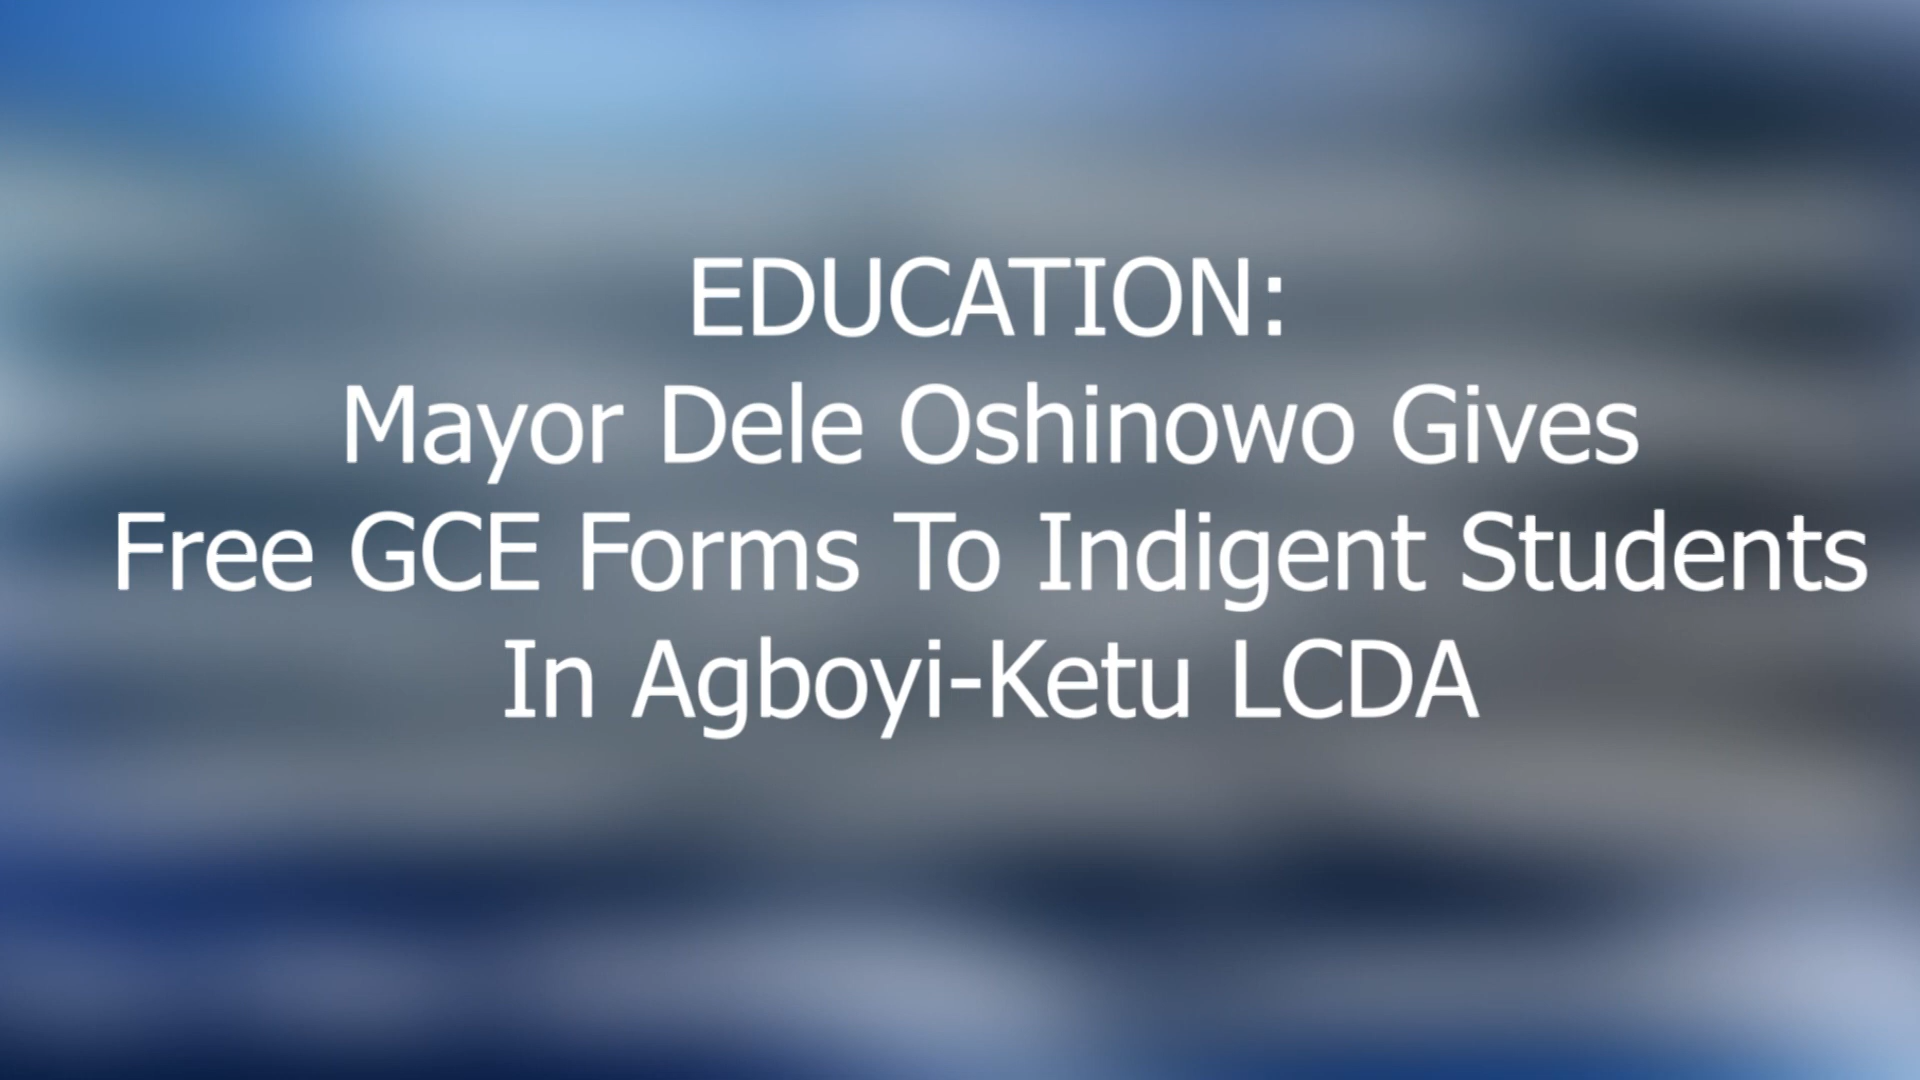 EDUCATION:
Mayor Dele Oshinowo Gives
Free GCE Forms To Indigent Students
In Agboyi-Ketu LCDA